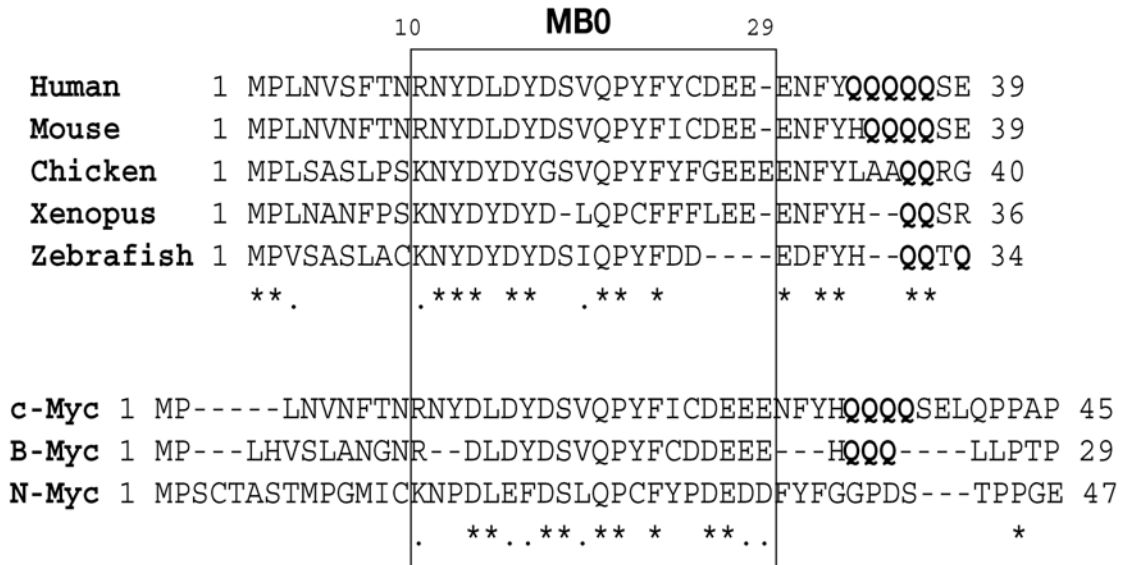 MB0
10 29
Human 1 MPLNVSFTNRNYDLDYDSVQPYFYCDEE-ENFYQQQQQSE 39
Mouse 1 MPLNVNFTNRNYDLDYDSVQPYFICDEE-ENFYHQQQQSE 39
Chicken 1 MPLSASLPSKNYDYDYGSVQPYFYFGEEEENFYLAAQQRG 40
Xenopus 1 MPLNANFPSKNYDYDYD-LQPCFFFLEE-ENFYH--QQSR 36
Zebrafish 1 MPVSASLACKNYDYDYDSIQPYFDD----EDFYH--QQTQ 34
**. .*** ** .** * * ** **
c-Myc 1 MP-----LNVNFTNRNYDLDYDSVQPYFICDEEENFYHQQQQSELQPPAP 45
B-Myc 1 MP---LHVSLANGNR--DLDYDSVQPYFCDDEEE---HQQQ----LLPTP 29
N-Myc 1 MPSCTASTMPGMICKNPDLEFDSLQPCFYPDEDDFYFGGPDS---TPPGE 47
. **..**.** * **.. *